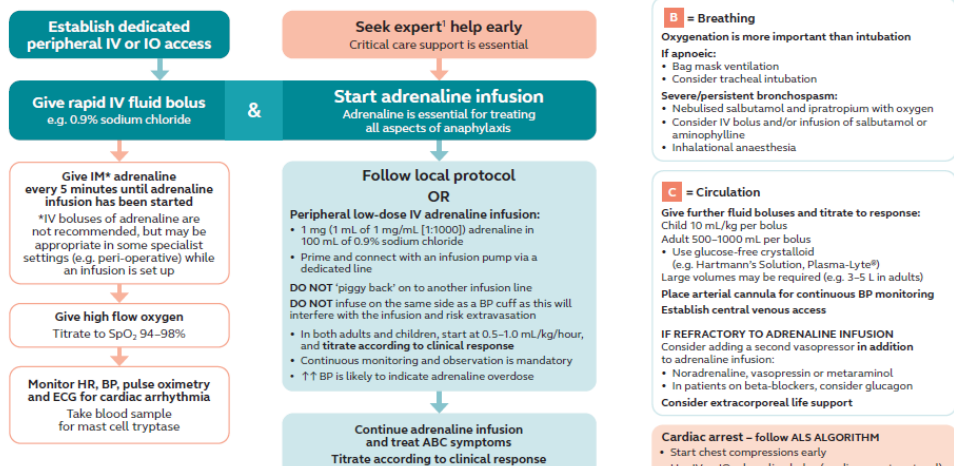 Establish dedicated
peripheral IV or IO access
Seek expert¹ help early
Critical care support is essential
Give rapid IV fluid bolus
e.g. 0.9% sodium chloride
&
Start adrenaline infusion
Adrenaline is essential for treating
all aspects of anaphylaxis
Give IM* adrenaline
every 5 minutes until adrenaline
infusion has been started
*IV boluses of adrenaline are
not recommended, but may be
appropriate in some specialist
settings (e.g. peri-operative) while
an infusion is set up
Give high flow oxygen
Titrate to SpO₂ 94–98%
Monitor HR, BP, pulse oximetry
and ECG for cardiac arrhythmia
Take blood sample
for mast cell tryptase
Follow local protocol
OR
Peripheral low-dose IV adrenaline infusion:
• 1 mg (1 mL of 1 mg/mL [1:1000]) adrenaline in
100 mL of 0.9% sodium chloride
• Prime and connect with an infusion pump via a
dedicated line
DO NOT 'piggy back' on to another infusion line
DO NOT infuse on the same side as a BP cuff as this will
interfere with the infusion and risk extravasation
• In both adults and children, start at 0.5–1.0 mL/kg/hour,
and titrate according to clinical response
• Continuous monitoring and observation is mandatory
• ↑↑ BP is likely to indicate adrenaline overdose
Continue adrenaline infusion
and treat ABC symptoms
Titrate according to clinical response
B = Breathing
Oxygenation is more important than intubation
If apnoeic:
• Bag mask ventilation
• Consider tracheal intubation
Severe/persistent bronchospasm:
• Nebulised salbutamol and ipratropium with oxygen
• Consider IV bolus and/or infusion of salbutamol or
aminophylline
• Inhalational anaesthesia
C = Circulation
Give further fluid boluses and titrate to response:
Child 10 mL/kg per bolus
Adult 500–1000 mL per bolus
• Use glucose-free crystalloid
(e.g. Hartmann's Solution, Plasma-Lyte®)
Large volumes may be required (e.g. 3–5 L in adults)
Place arterial cannula for continuous BP monitoring
Establish central venous access
IF REFRACTORY TO ADRENALINE INFUSION
Consider adding a second vasopressor in addition
to adrenaline infusion:
• Noradrenaline, vasopressin or metaraminol
• In patients on beta-blockers, consider glucagon
Consider extracorporeal life support
Cardiac arrest – follow ALS ALGORITHM
• Start chest compressions early